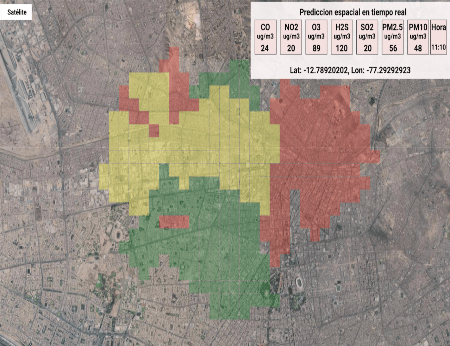 Satélite
Prediccion espacial en tiempo real
CO NO2 O3 H2S SO2 PM2.5 PM10 Hora
ug/m3 ug/m3 ug/m3 ug/m3 ug/m3 ug/m3 ug/m3
24 20 89 120 20 56 48 11:10
Lat: -12.78920202, Lon: -77.29292923